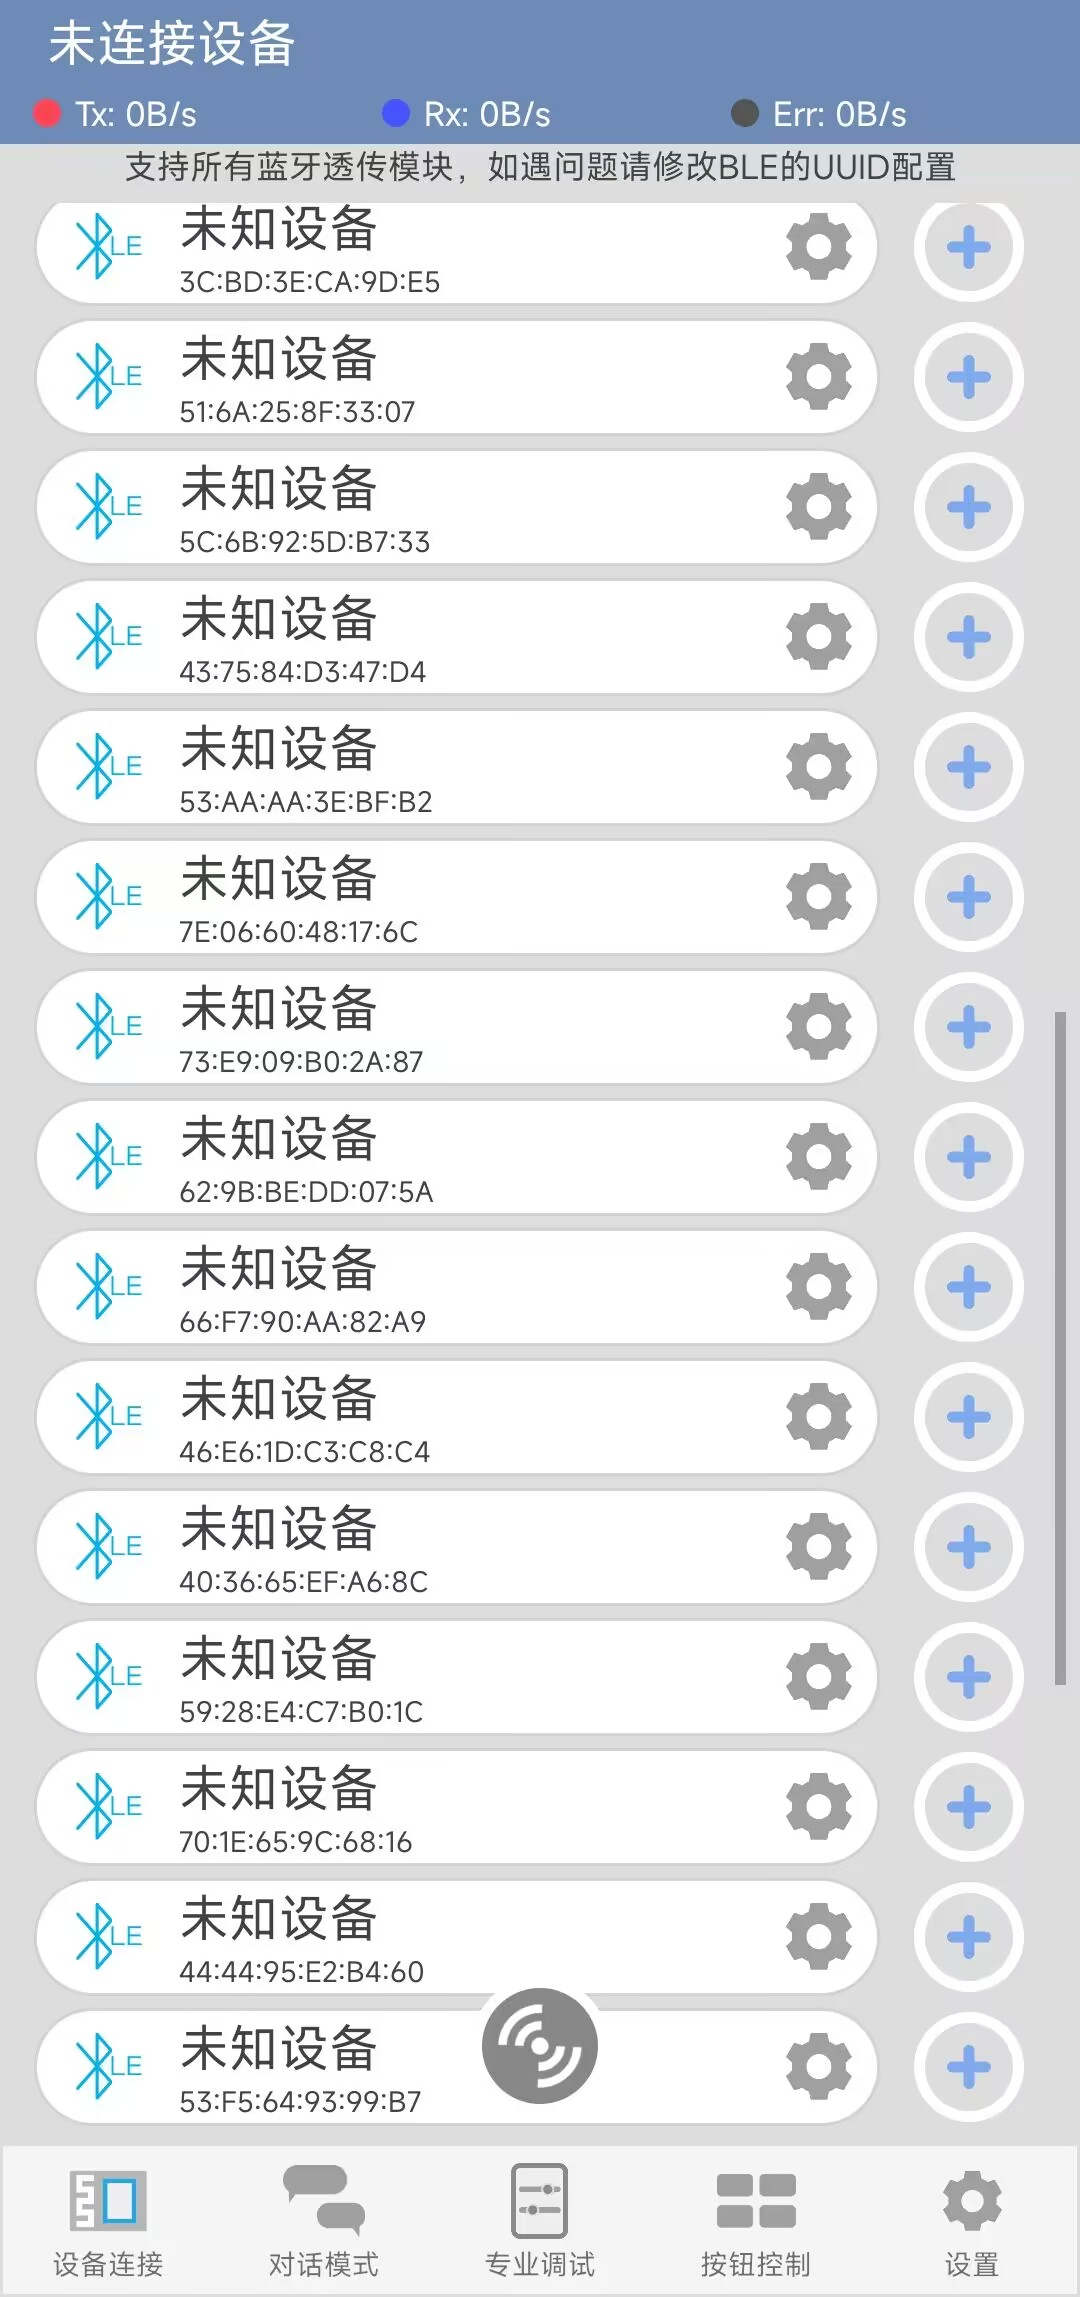 未连接设备
Tx: 0B/s Rx: 0B/s Err: 0B/s
支持所有蓝牙透传模块，如遇问题请修改BLE的UUID配置
LE 未知设备
3C:BD:3E:CA:9D:E5
LE 未知设备
51:6A:25:8F:33:07
LE 未知设备
5C:6B:92:5D:B7:33
LE 未知设备
43:75:84:D3:47:D4
LE 未知设备
53:AA:AA:3E:BF:B2
LE 未知设备
7E:06:60:48:17:6C
LE 未知设备
73:E9:09:B0:2A:87
LE 未知设备
62:9B:BE:DD:07:5A
LE 未知设备
66:F7:90:AA:82:A9
LE 未知设备
46:E6:1D:C3:C8:C4
LE 未知设备
40:36:65:EF:A6:8C
LE 未知设备
59:28:E4:C7:B0:1C
LE 未知设备
70:1E:65:9C:68:16
LE 未知设备
44:44:95:E2:B4:60
LE 未知设备
53:F5:64:93:99:B7
设备连接 对话模式 专业调试 按钮控制 设置